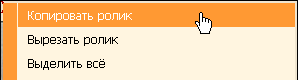 Копировать ролик
Вырезать ролик
Выделить всё